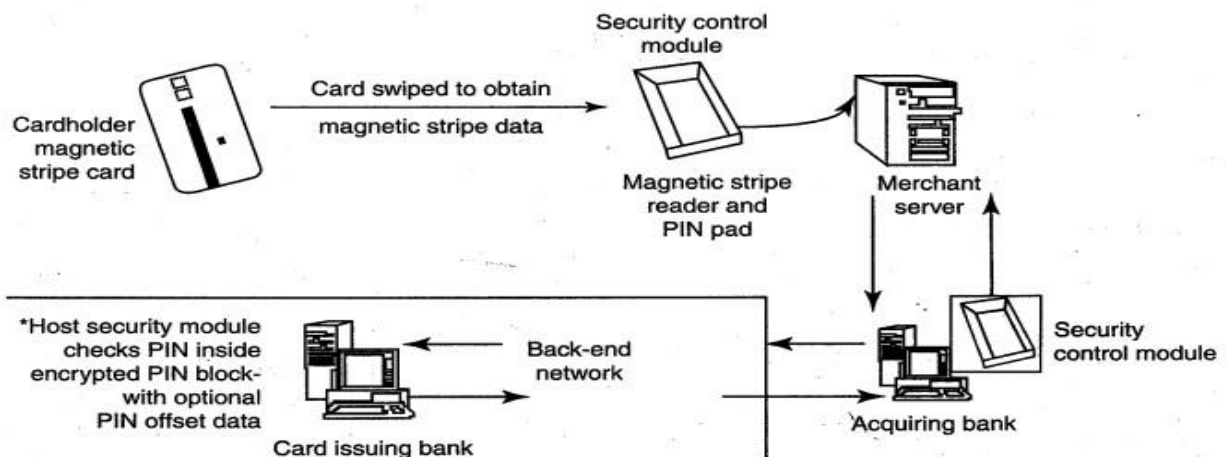 Security control
module
Card swiped to obtain
magnetic stripe data
Cardholder
magnetic
stripe card
Magnetic stripe
reader and
PIN pad
Merchant
server
*Host security module
checks PIN inside
encrypted PIN block-
with optional
PIN offset data
Back-end
network
Security
control module
Acquiring bank
Card issuing bank